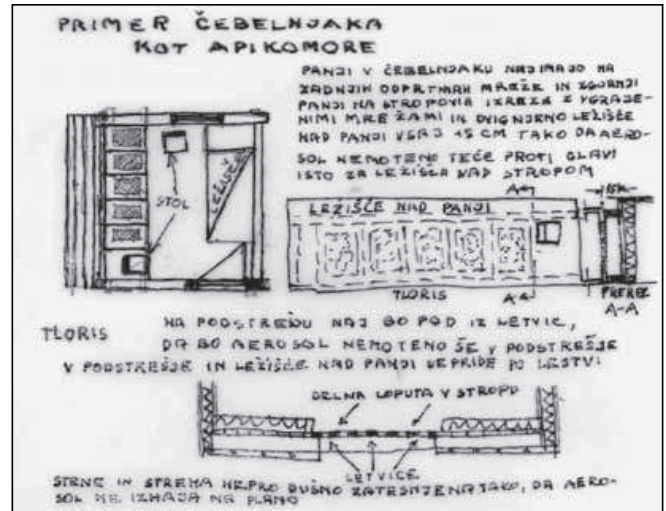 PRIMER ČEBELNJAKA
KOT APIKOMORE
PANJI V ČEBELNJAKU NAJ IMAJO NA
ZADNJIH ODPRTINAH MREŽE IN ZGORNJI
PANJI NA STROPOVIH IZREZE Z VGRAJE-
NIMI MREŽAMI IN DVIGNJENO LEŽIŠČE
NAD PANJI VSAJ 15 CM TAKO DA AERO-
SOL NEMOTENO TEČE PROTI GLAVI
ISTO ZA LEŽIŠČA NAD STROPOM
STOL
LEŽIŠČE
A
15
LEŽIŠČE NAD PANJI
TLORIS
A
PREREZ
A-A
TLORIS
NA PODSTREŠJU NAJ BO POD IZ LETVIC,
DA BO AEROSOL NEMOTENO ŠE V PODSTREŠJE
V PODSTREŠJE IN LEŽIŠČE NAD PANJI SE PRIDE PO LESTVI
DELNA LOPUTA V STROPU
LETVICE
STENE IN STREHA NEPRODUŠNO ZATESNJENA TAKO, DA AERO-
SOL NE IZHAJA NA PLANO